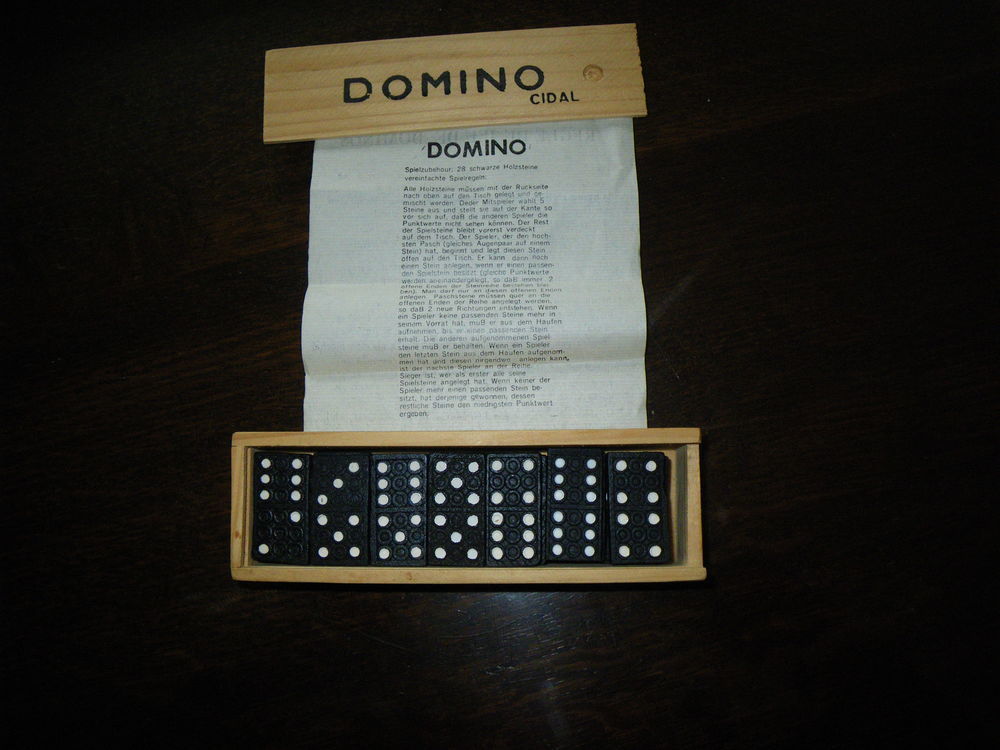 DOMINO
CIDAL
DOMINO
Spielzubehour: 28 schwarze Holzsteine
vereinfachte Spielregeln:
Alle Holzsteine müssen mit der Ruckseite
nach oben auf den Tisch gelegt und ge-
mischt werden. Deder Mitspieler wählt 5
Steine aus und stellt sie auf der Kante so
vor sich auf, daß die anderen Spieler die
Punktwerte nicht sehen können. Der Rest
der Spielsteine bleibt vorerst verdeckt
auf dem Tisch. Der Spieler, der den hoch-
sten Pasch (gleiches Augenpaar auf einem
Stein) hat, beginnt und legt diesen Stein
offen auf den Tisch. Er kann dann noch
einen Stein anlegen, wenn er einen passen-
den Spielstein besitzt (gleiche Punktwerte
werden aneinandergelegt, so daß immer 2
offene Enden der Steinreihe bestehen blei-
ben). Man darf nur an diesen offenen Enden
anlegen. Paschsteine müssen quer an die
offenen Enden der Reihe angelegt werden,
so daß 2 neue Richtungen entstehen. Wenn
ein Spieler keine passenden Steine mehr in
seinem Vorrat hat, muß er aus dem Haufen
aufnehmen, bis er einen passenden Stein
erhält. Die anderen aufgenommenen Spiel-
steine muß er behalten. Wenn ein Spieler
den letzten Stein aus dem Haufen aufgenom-
men hat und diesen nirgendwo anlegen kann,
ist der nachste Spieler an der Reihe.
Sieger ist, wer als erster alle seine
Spielsteine angelegt hat. Wenn keiner der
Spieler mehr einen passenden Stein be-
sitzt, hat derjenige gewonnen, dessen
restliche Steine den niedrigsten Punktwert
ergeben.